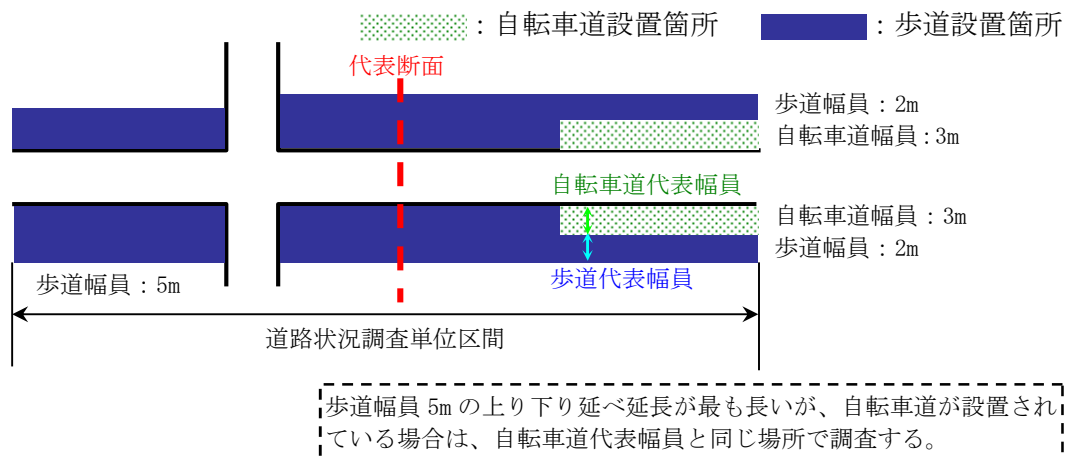 ：自転車道設置箇所
：歩道設置箇所
代表断面
歩道幅員：2m
自転車道幅員：3m
自転車道代表幅員
自転車道幅員：3m
歩道幅員：2m
歩道代表幅員
歩道幅員：5m
道路状況調査単位区間
歩道幅員 5m の上り下り延べ延長が最も長いが、自転車道が設置され
ている場合は、自転車道代表幅員と同じ場所で調査する。